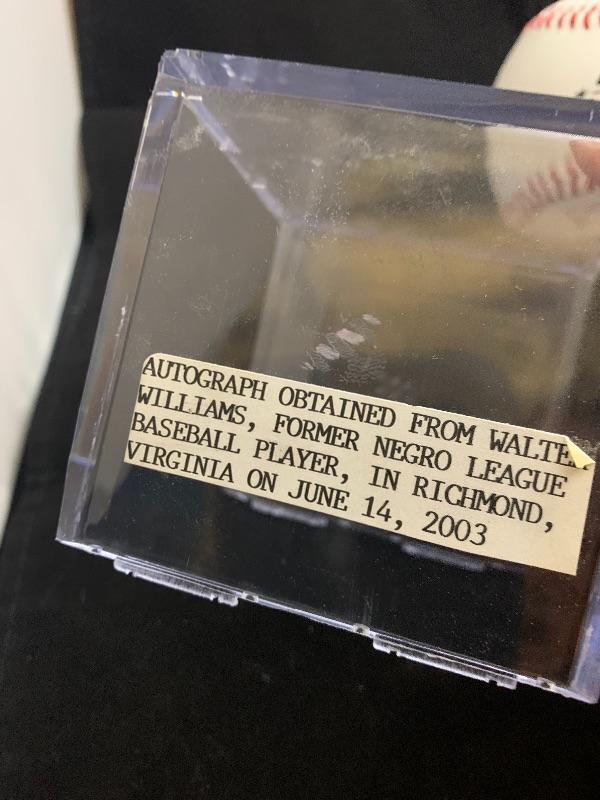 AUTOGRAPH OBTAINED FROM WALTE
WILLIAMS, FORMER NEGRO LEAGUE
BASEBALL PLAYER, IN RICHMOND,
VIRGINIA ON JUNE 14, 2003